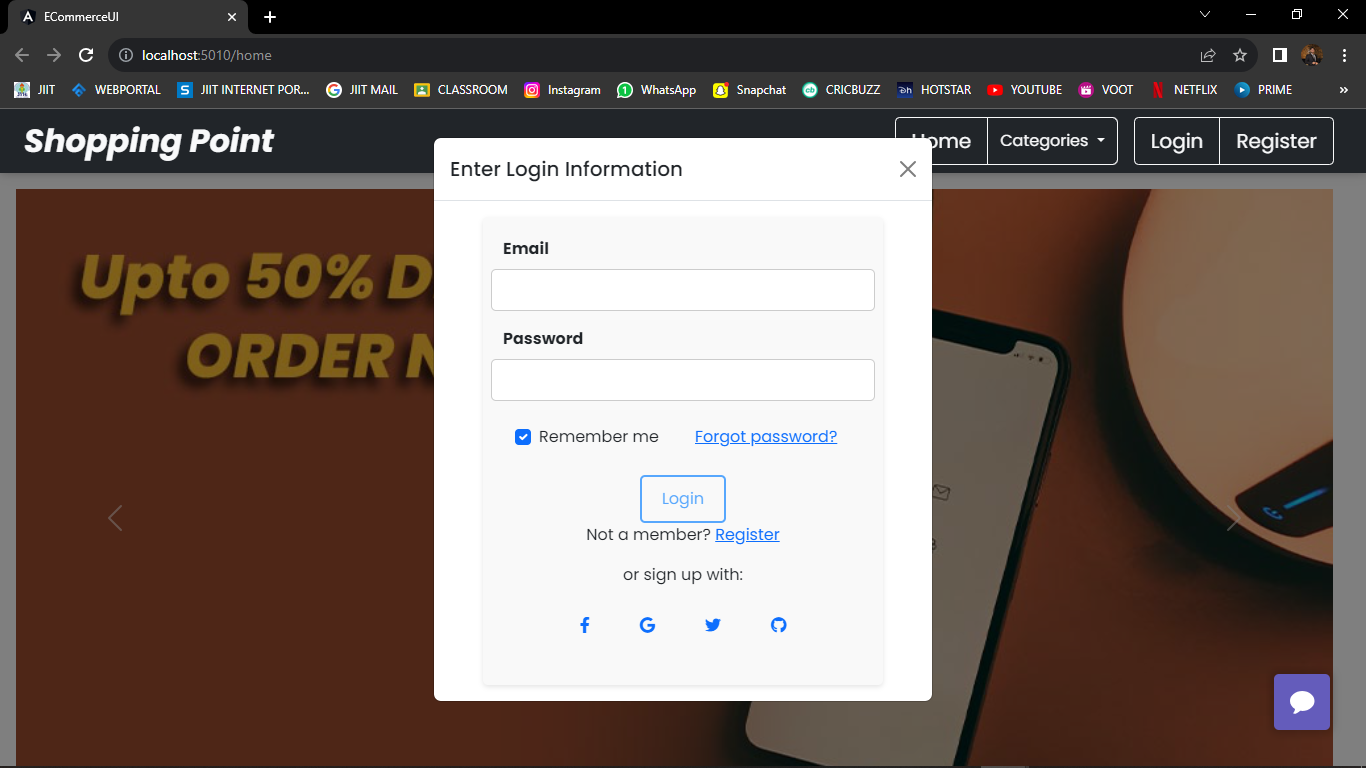 ECommerceUI
localhost:5010/home
JIIT WEBPORTAL JIIT INTERNET POR... JIIT MAIL CLASSROOM Instagram WhatsApp Snapchat CRICBUZZ HOTSTAR YOUTUBE VOOT NETFLIX PRIME »
Shopping Point
Home Categories Login Register
Enter Login Information
Upto 50% D
ORDER N
Email
Password
Remember me Forgot password?
Login
Not a member? Register
or sign up with: